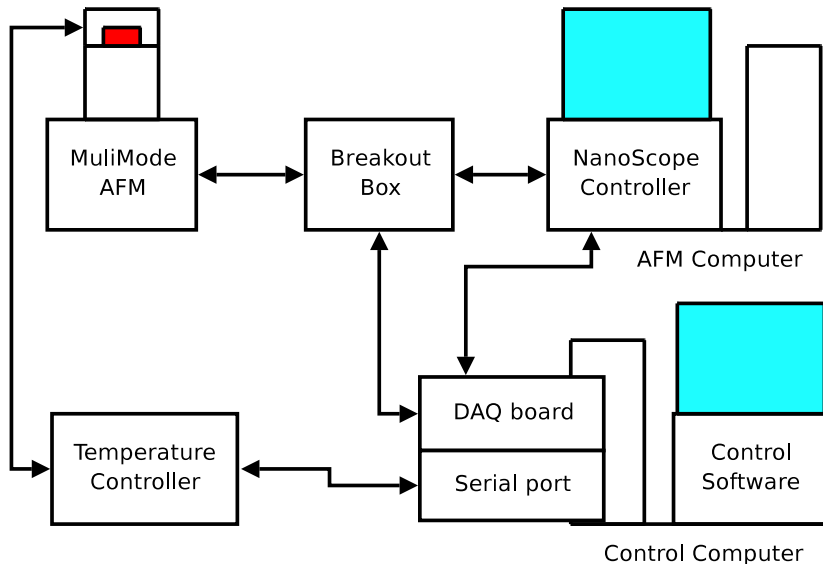 MuliMode
AFM
Breakout
Box
NanoScope
Controller
AFM Computer
DAQ board
Temperature
Controller
Serial port
Control
Software
Control Computer